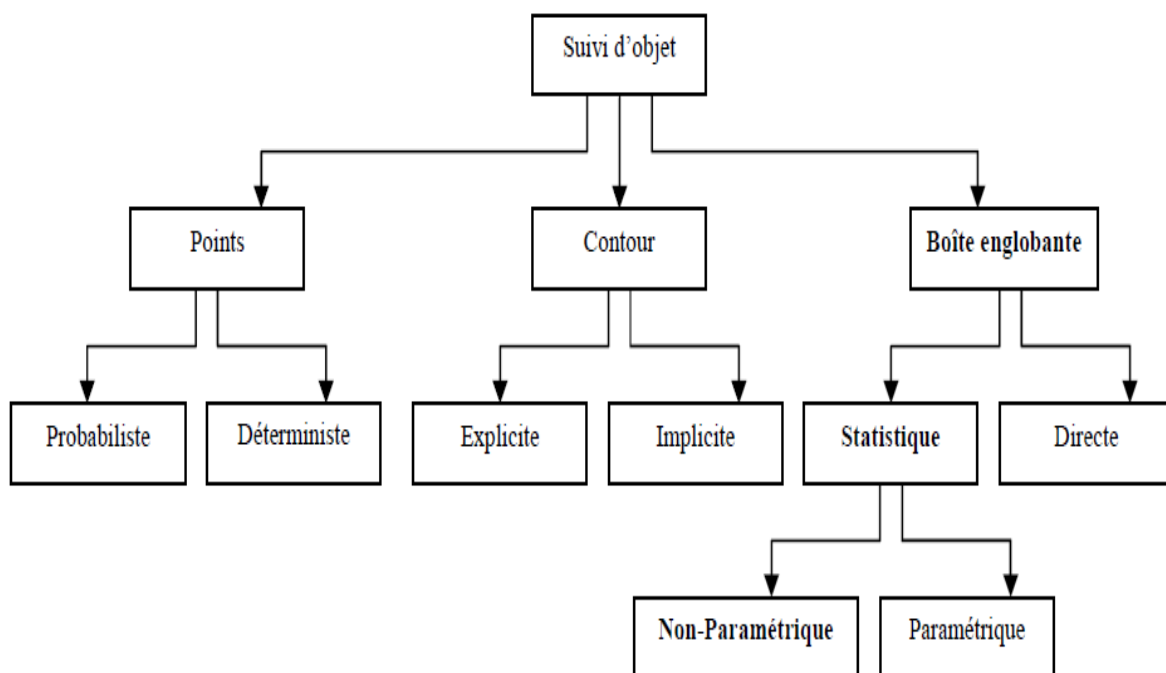 Suivi d’objet
Points
Contour
Boîte englobante
Probabiliste
Déterministe
Explicite
Implicite
Statistique
Directe
Non-Paramétrique
Paramétrique